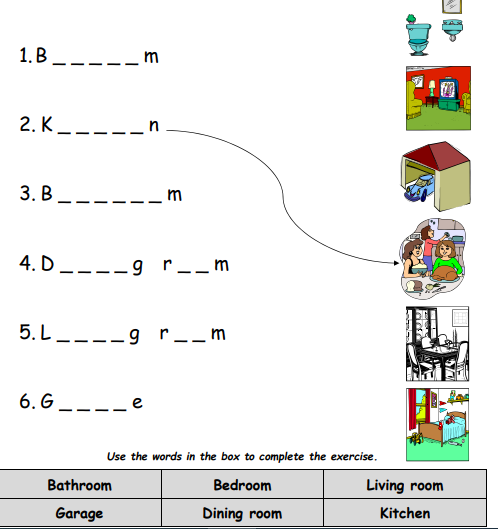 1. B _ _ _ _ _ m
2. K _ _ _ _ _ n
3. B _ _ _ _ _ _ m
4. D _ _ _ _ g r _ _ m
5. L _ _ _ _ g r _ _ m
6. G _ _ _ _ e
Use the words in the box to complete the exercise.
Bathroom Bedroom Living room
Garage Dining room Kitchen